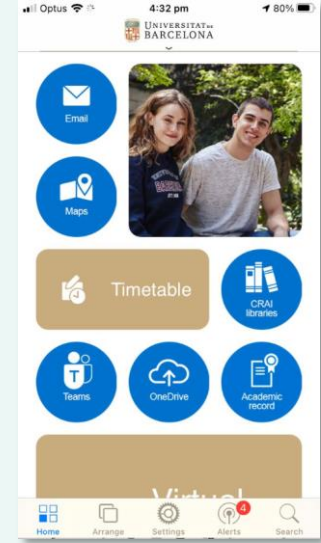 Optus
4:32 pm
80%
UNIVERSITAT DE
BARCELONA
Email
Maps
Timetable
CRAI
libraries
Teams
OneDrive
Academic
record
Virtual
4
Home
Arrange
Settings
Alerts
Search